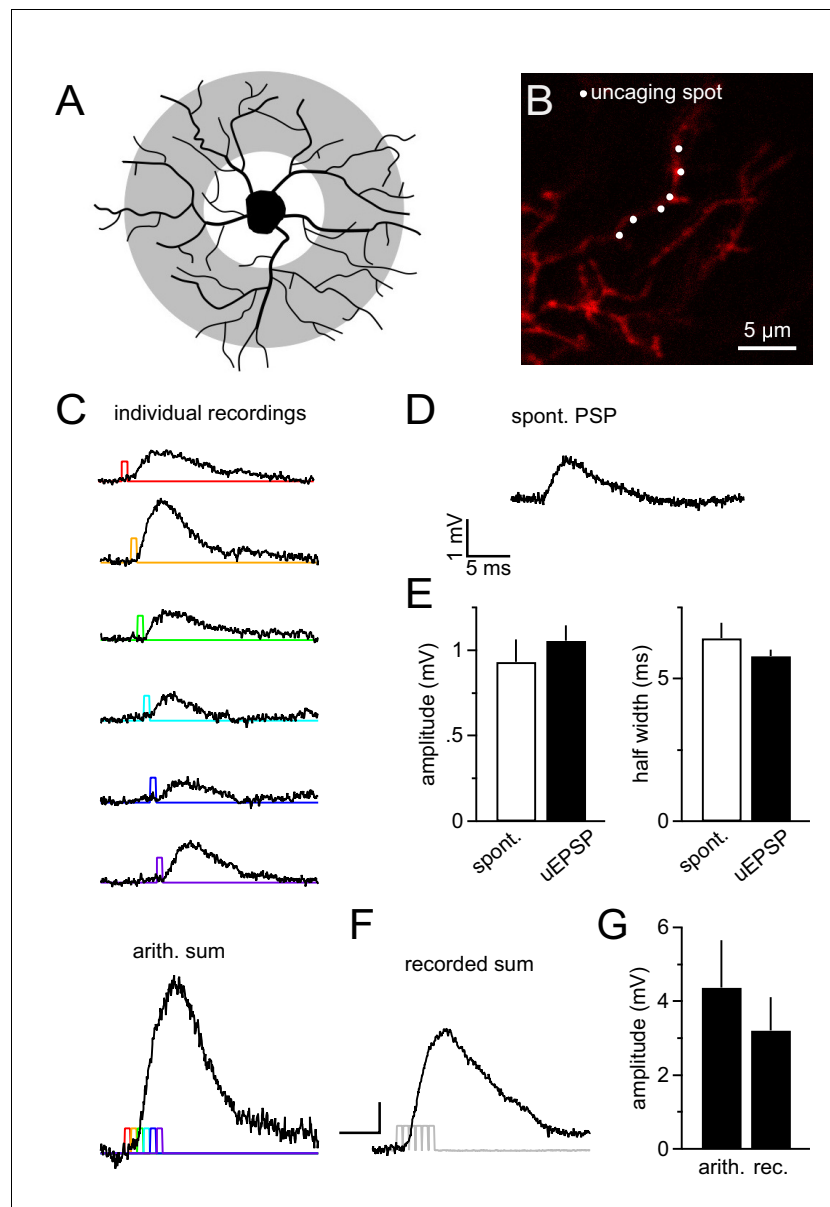 A
B
uncaging spot
5 µm
C
individual recordings
D
spont. PSP
1 mV
5 ms
E
amplitude (mV)
1
.5
0
spont.
uEPSP
half width (ms)
5
0
spont.
uEPSP
arith. sum
F
recorded sum
G
amplitude (mV)
6
4
2
0
arith.
rec.